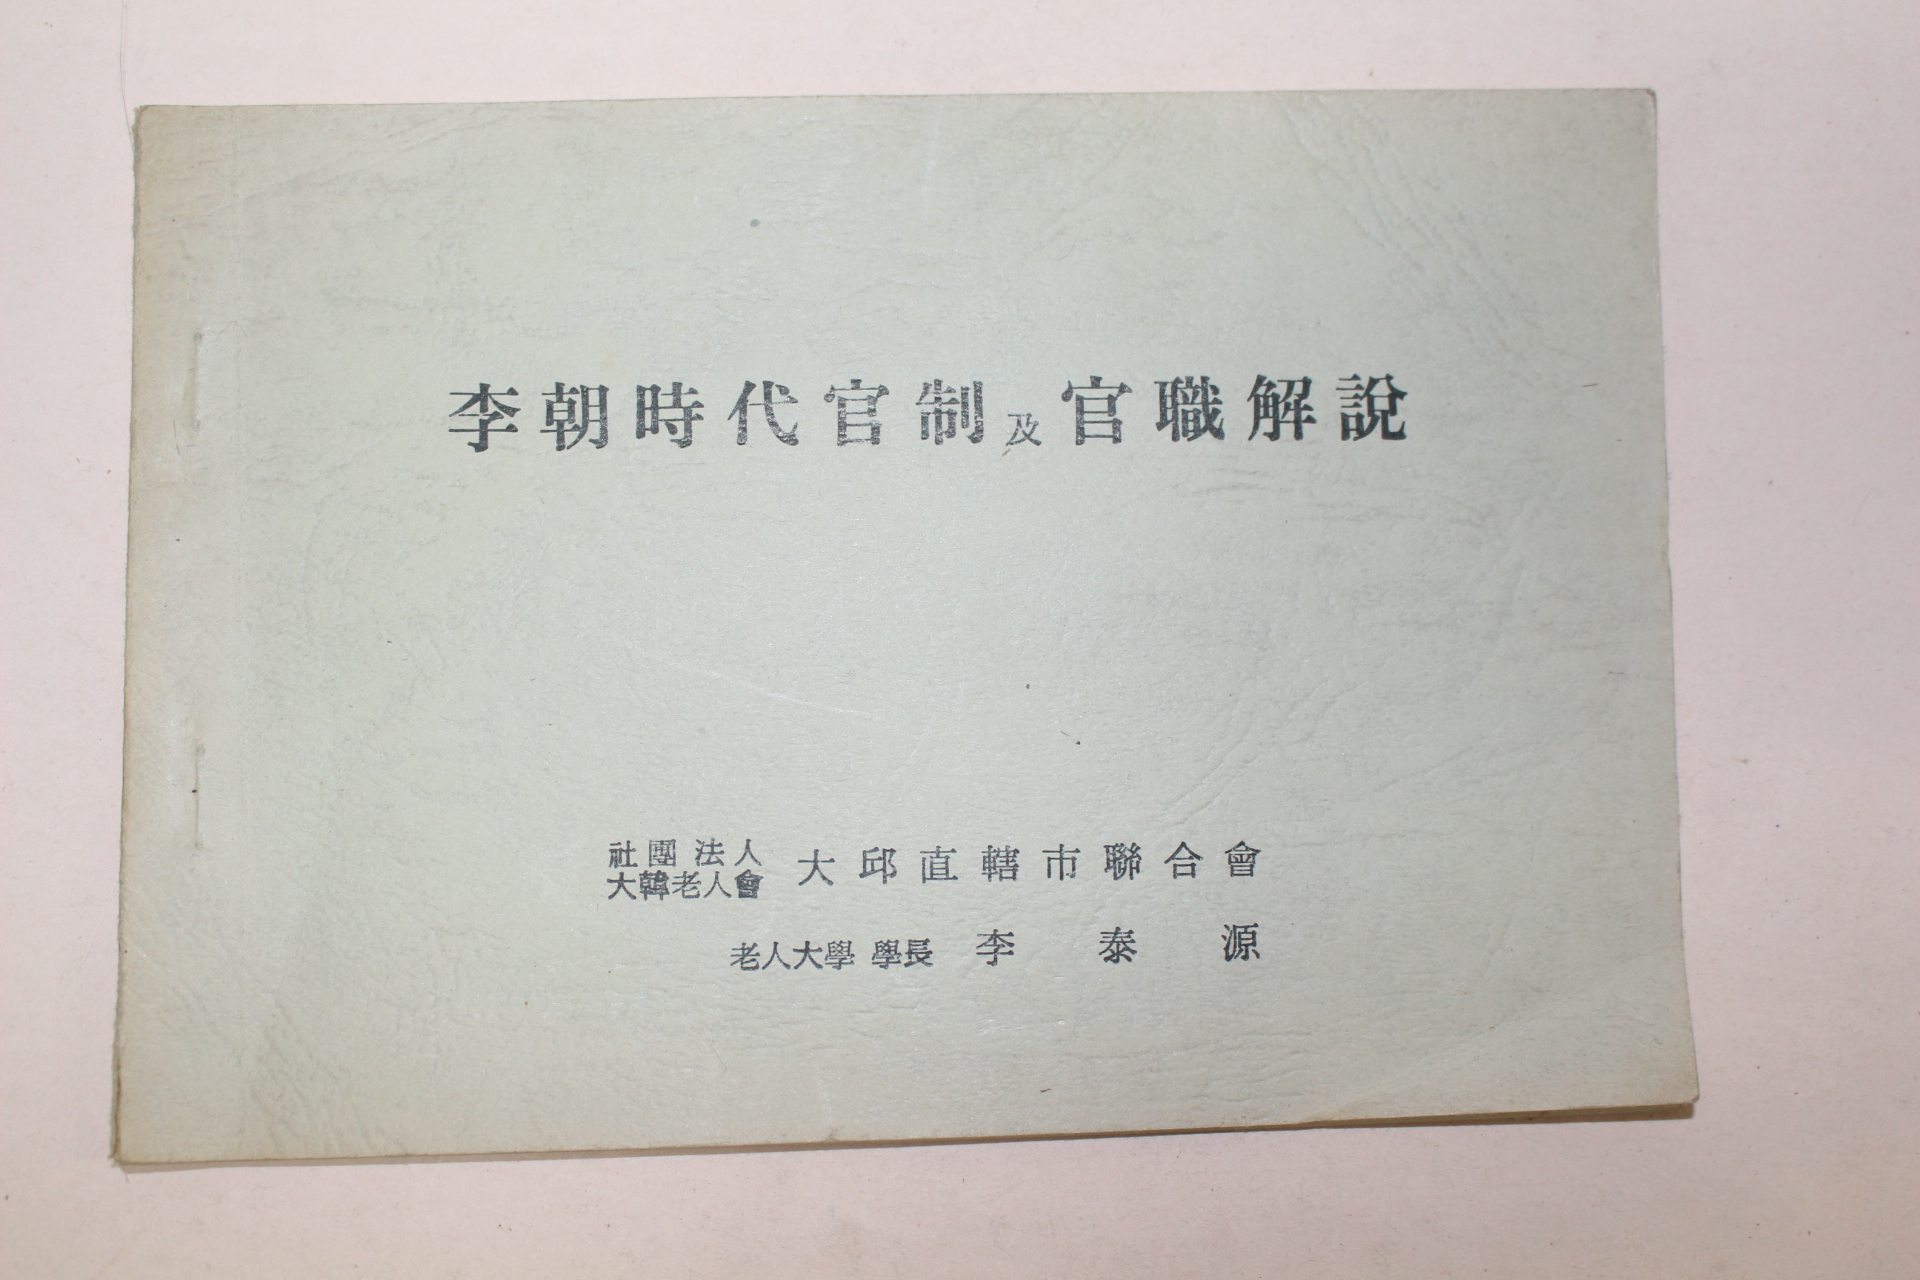 李朝時代官制及官職解說
社團法人
大韓老人會 大邱直轄市聯合會
老人大學 學長 李泰源